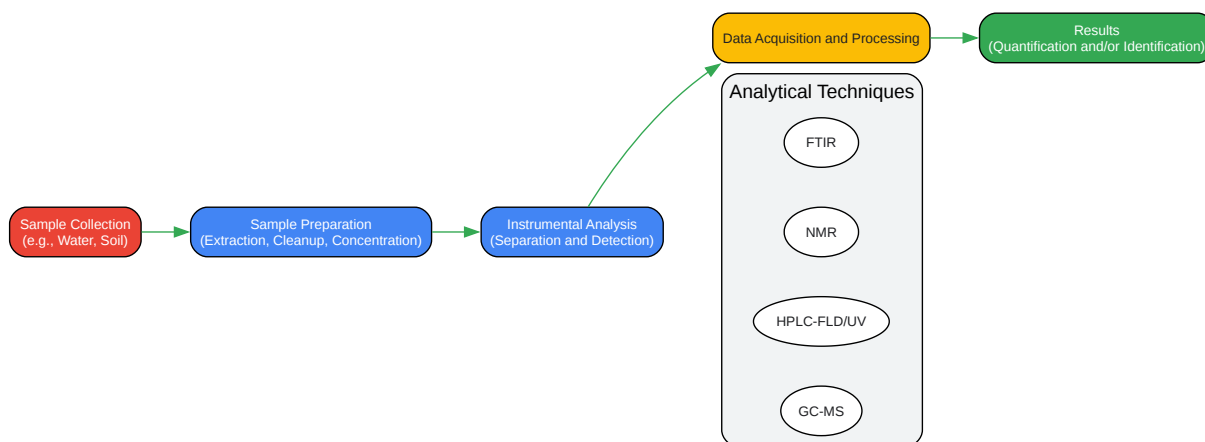 Sample Collection
(e.g., Water, Soil)
Sample Preparation
(Extraction, Cleanup, Concentration)
Instrumental Analysis
(Separation and Detection)
Data Acquisition and Processing
Results
(Quantification and/or Identification)
Analytical Techniques
FTIR
NMR
HPLC-FLD/UV
GC-MS